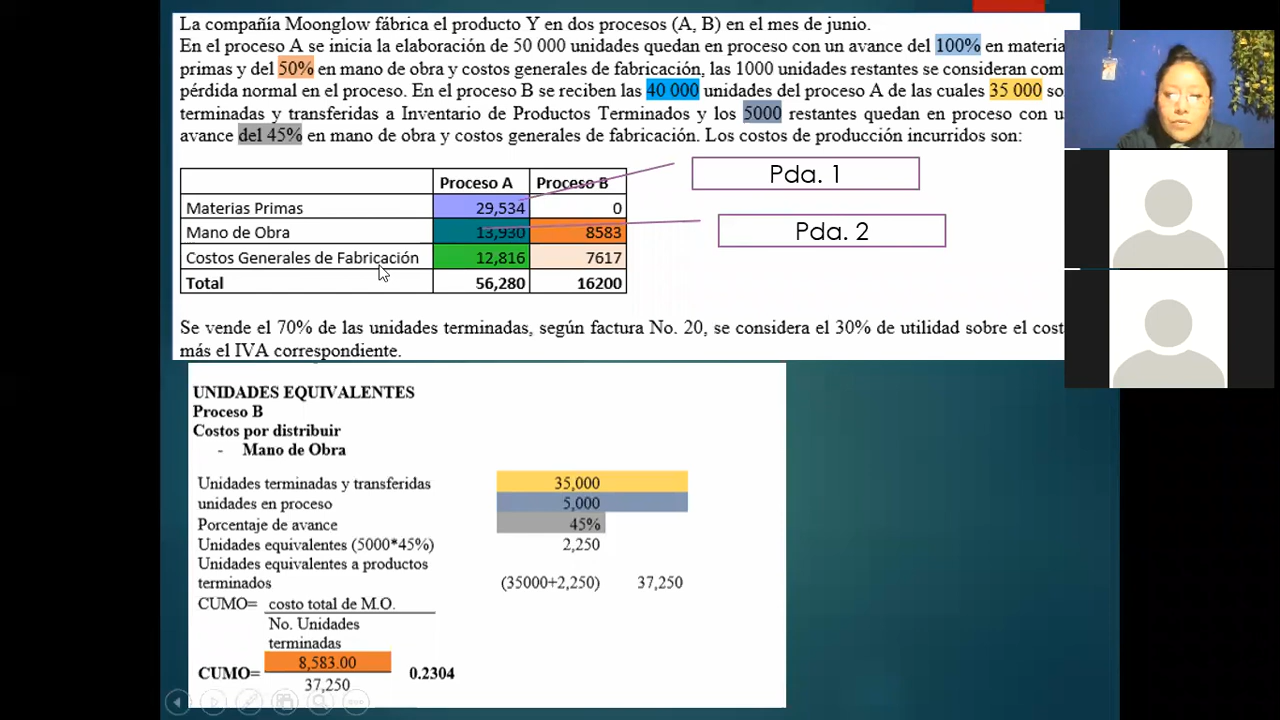 La compañía Moonglow fábrica el producto Y en dos procesos (A, B) en el mes de junio.
En el proceso A se inicia la elaboración de 50 000 unidades quedan en proceso con un avance del 100% en materia
primas y del 50% en mano de obra y costos generales de fabricación, las 1000 unidades restantes se consideran com
pérdida normal en el proceso. En el proceso B se reciben las 40 000 unidades del proceso A de las cuales 35 000 so
terminadas y transferidas a Inventario de Productos Terminados y los 5000 restantes quedan en proceso con u
avance del 45% en mano de obra y costos generales de fabricación. Los costos de producción incurridos son:
Proceso A Proceso B
Pda. 1
Materias Primas 29,534 0
Mano de Obra 13,930 8583
Pda. 2
Costos Generales de Fabricación 12,816 7617
Total 56,280 16200
Se vende el 70% de las unidades terminadas, según factura No. 20, se considera el 30% de utilidad sobre el cost
más el IVA correspondiente.
UNIDADES EQUIVALENTES
Proceso B
Costos por distribuir
- Mano de Obra
Unidades terminadas y transferidas 35,000
unidades en proceso 5,000
Porcentaje de avance 45%
Unidades equivalentes (5000*45%) 2,250
Unidades equivalentes a productos
terminados (35000+2,250) 37,250
CUMO= costo total de M.O.
No. Unidades
terminadas
8,583.00
CUMO= 0.2304
37,250